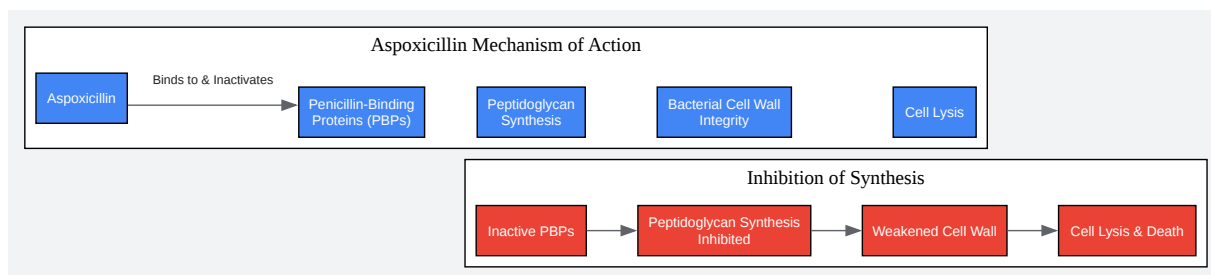 Aspoxicillin Mechanism of Action
Aspoxicillin
Binds to & Inactivates
Penicillin-Binding
Proteins (PBPs)
Peptidoglycan
Synthesis
Bacterial Cell Wall
Integrity
Cell Lysis
Inhibition of Synthesis
Inactive PBPs
Peptidoglycan Synthesis
Inhibited
Weakened Cell Wall
Cell Lysis & Death